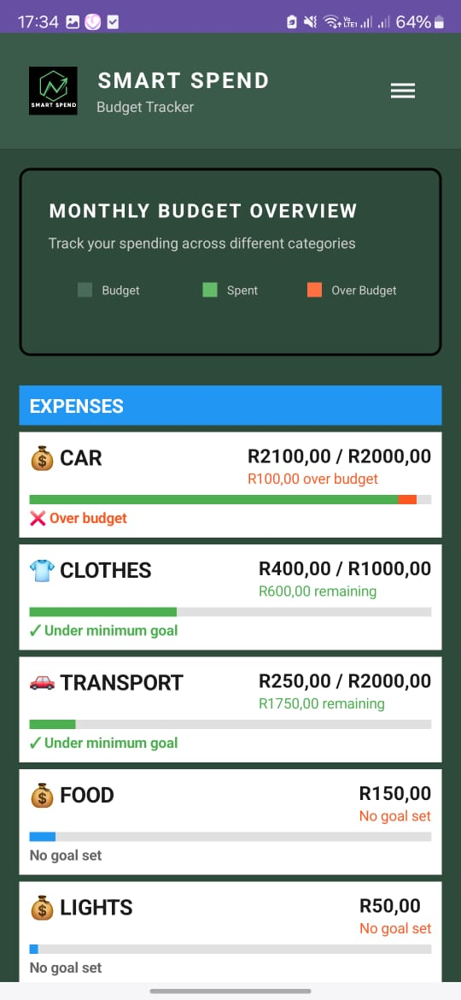 17:34
Vo
LTE1
64%
SMART SPEND
SMART SPEND
Budget Tracker
MONTHLY BUDGET OVERVIEW
Track your spending across different categories
Budget
Spent
Over Budget
EXPENSES
CAR
R2100,00 / R2000,00
R100,00 over budget
❌ Over budget
CLOTHES
R400,00 / R1000,00
R600,00 remaining
✓ Under minimum goal
TRANSPORT
R250,00 / R2000,00
R1750,00 remaining
✓ Under minimum goal
FOOD
R150,00
No goal set
No goal set
LIGHTS
R50,00
No goal set
No goal set